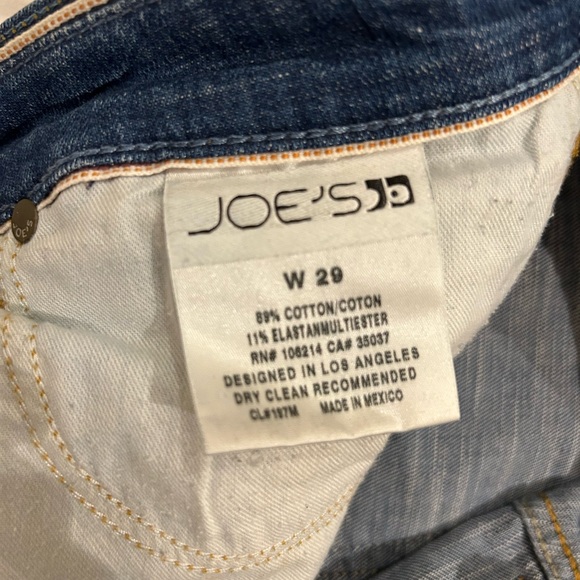 JOE'S
W 29
89% COTTON/COTON
11% ELASTANMULTIESTER
RN# 106214 CA# 35037
DESIGNED IN LOS ANGELES
DRY CLEAN RECOMMENDED
CL#197M MADE IN MEXICO
JOE'S